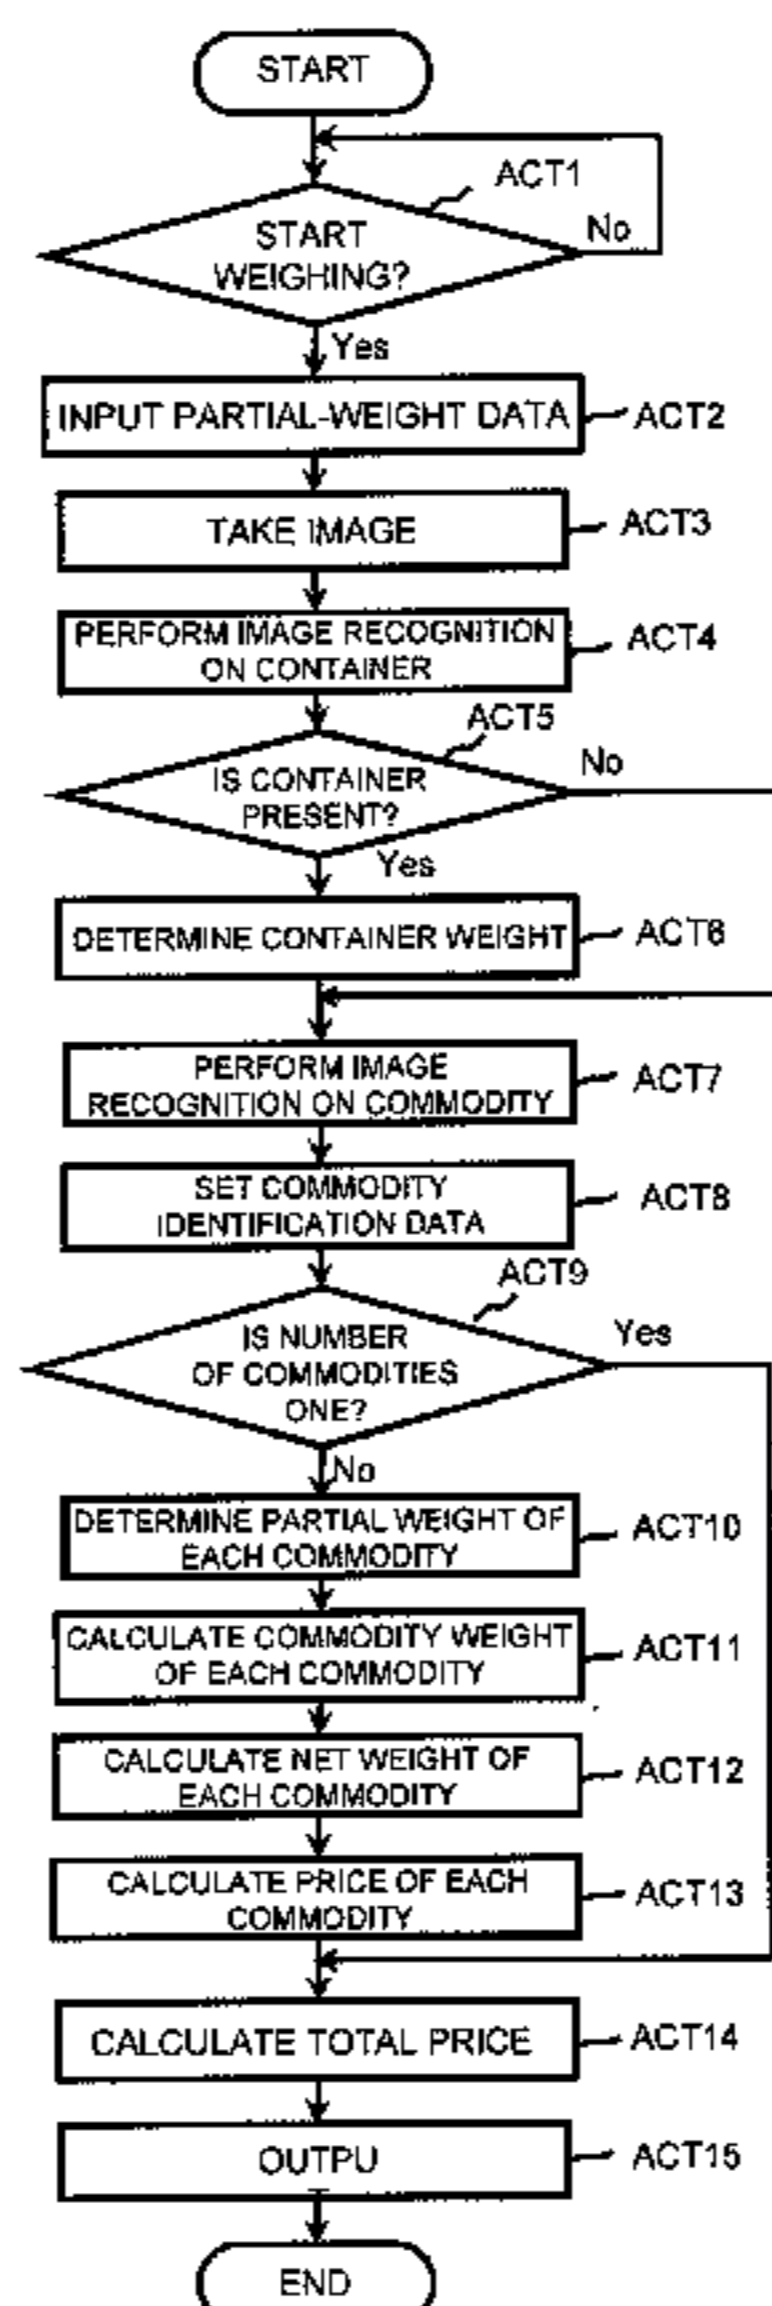 START
ACT1
START
WEIGHING?
No
Yes
INPUT PARTIAL-WEIGHT DATA
ACT2
TAKE IMAGE
ACT3
PERFORM IMAGE RECOGNITION
ON CONTAINER
ACT4
ACT5
IS CONTAINER
PRESENT?
No
Yes
DETERMINE CONTAINER WEIGHT
ACT6
PERFORM IMAGE
RECOGNITION ON COMMODITY
ACT7
SET COMMODITY
IDENTIFICATION DATA
ACT8
ACT9
IS NUMBER
OF COMMODITIES
ONE?
Yes
No
DETERMINE PARTIAL WEIGHT OF
EACH COMMODITY
ACT10
CALCULATE COMMODITY WEIGHT
OF EACH COMMODITY
ACT11
CALCULATE NET WEIGHT OF
EACH COMMODITY
ACT12
CALCULATE PRICE OF EACH
COMMODITY
ACT13
CALCULATE TOTAL PRICE
ACT14
OUTPU
ACT15
END